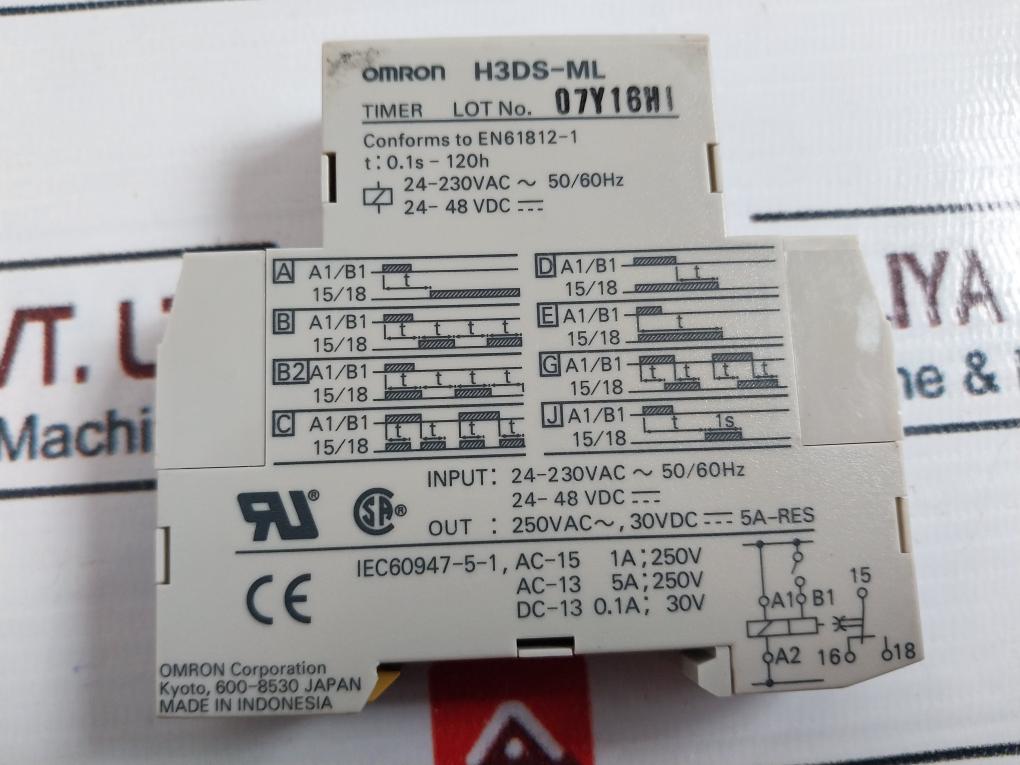 omron H3DS-ML
TIMER LOT No. 07Y16H1
Conforms to EN61812-1
t: 0.1s - 120h
24-230VAC ~ 50/60Hz
24- 48 VDC ⎓
A A1/B1
t
15/18
B A1/B1
t t t t
15/18
B2 A1/B1
t t t t
15/18
C A1/B1
t t t t
15/18
D A1/B1
t
15/18
E A1/B1
t
15/18
G A1/B1
t t t t
15/18
J A1/B1
t 1s
15/18
INPUT: 24-230VAC ~ 50/60Hz
24- 48 VDC ⎓
OUT : 250VAC~, 30VDC ⎓ 5A-RES
RU ®
SA ®
CE
IEC60947-5-1, AC-15 1A; 250V
AC-13 5A; 250V
DC-13 0.1A; 30V
15
A1 B1
A2 16 18
OMRON Corporation
Kyoto, 600-8530 JAPAN
MADE IN INDONESIA
VT.
Machi
&